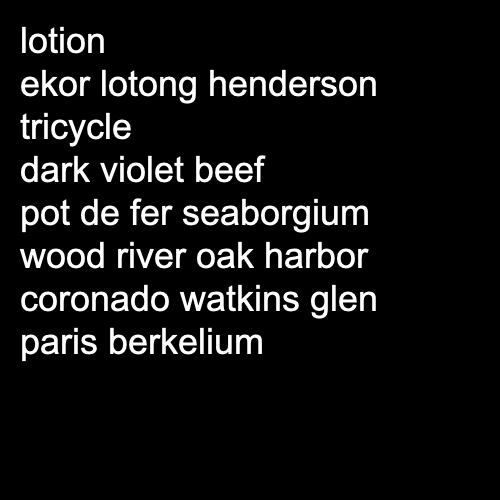 lotion
ekor lotong henderson
tricycle
dark violet beef
pot de fer seaborgium
wood river oak harbor
coronado watkins glen
paris berkelium